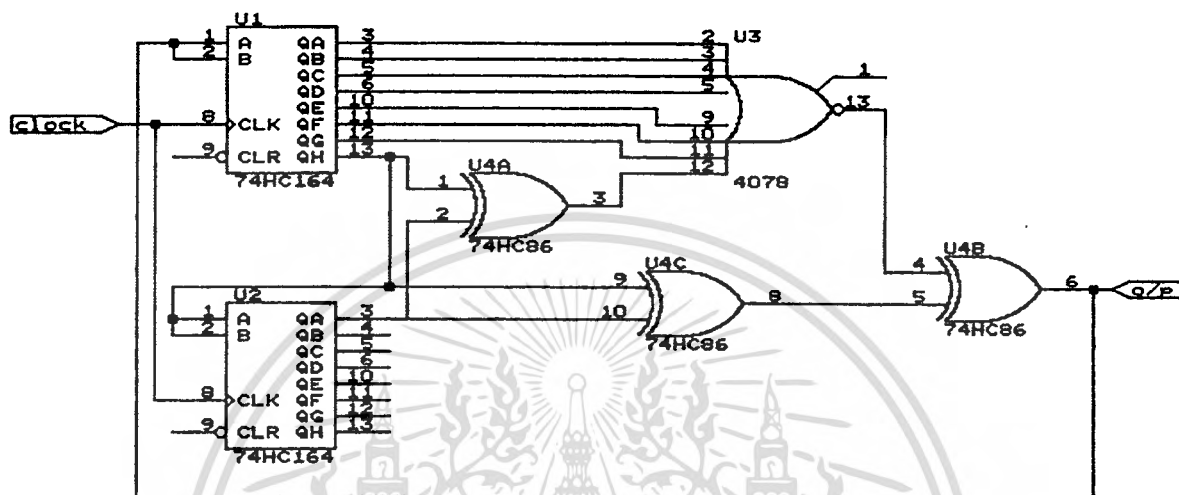 U1
1 A QA 3
2 B QB 4
QC 5
QD 6
QE 10
8 CLK QF 11
QG 12
9 CLR QH 13
74HC164
clock
U3
2
3
4
5
9
10
11
12
1
13
4078
U4A
1
2
3
74HC86
U2
1 A QA 3
2 B QB 4
QC 5
QD 6
QE 10
8 CLK QF 11
QG 12
9 CLR QH 13
74HC164
U4C
9
10
8
74HC86
U4B
4
5
6
74HC86
o/p